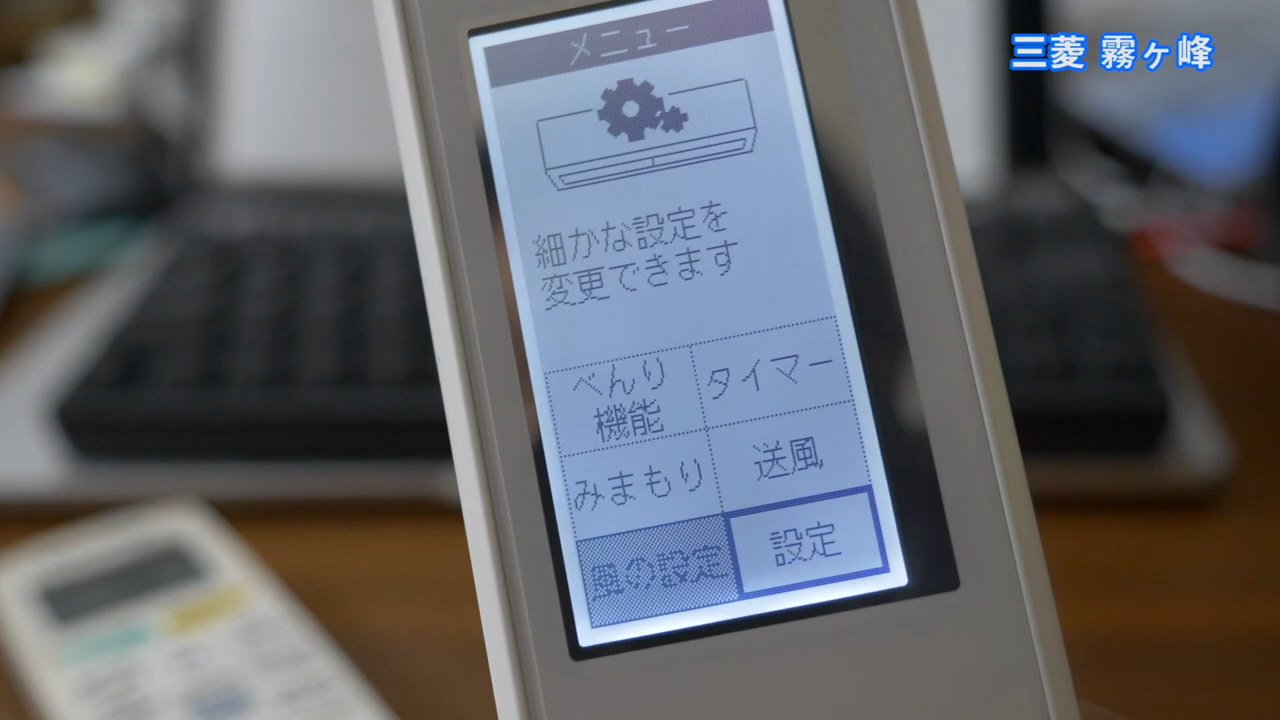 三菱 霧ヶ峰
メニュー
細かな設定を
変更できます
べんり
機能
タイマー
みまもり
送風
風の設定
設定